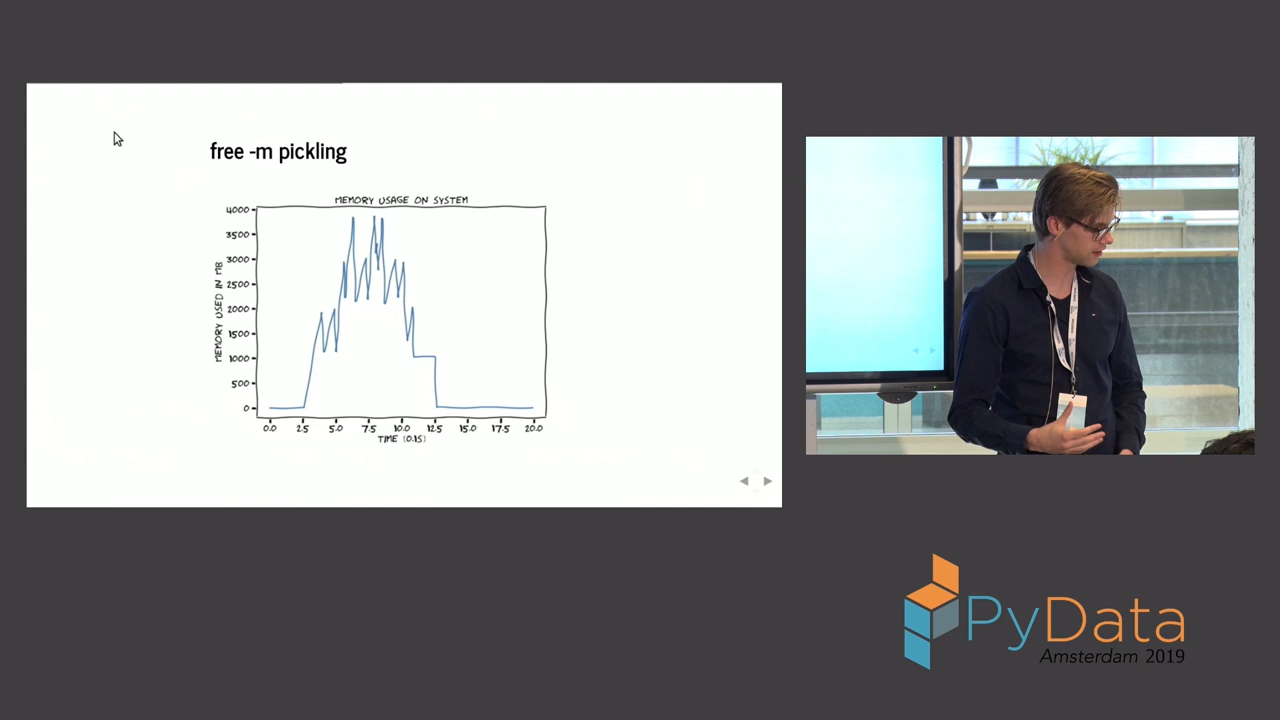 free -m pickling
MEMORY USAGE ON SYSTEM
MEMORY USED IN MB
4000
3500
3000
2500
2000
1500
1000
500
0
0.0 2.5 5.0 7.5 10.0 12.5 15.0 17.5 20.0
TIME (0.1S)
PyData
Amsterdam 2019